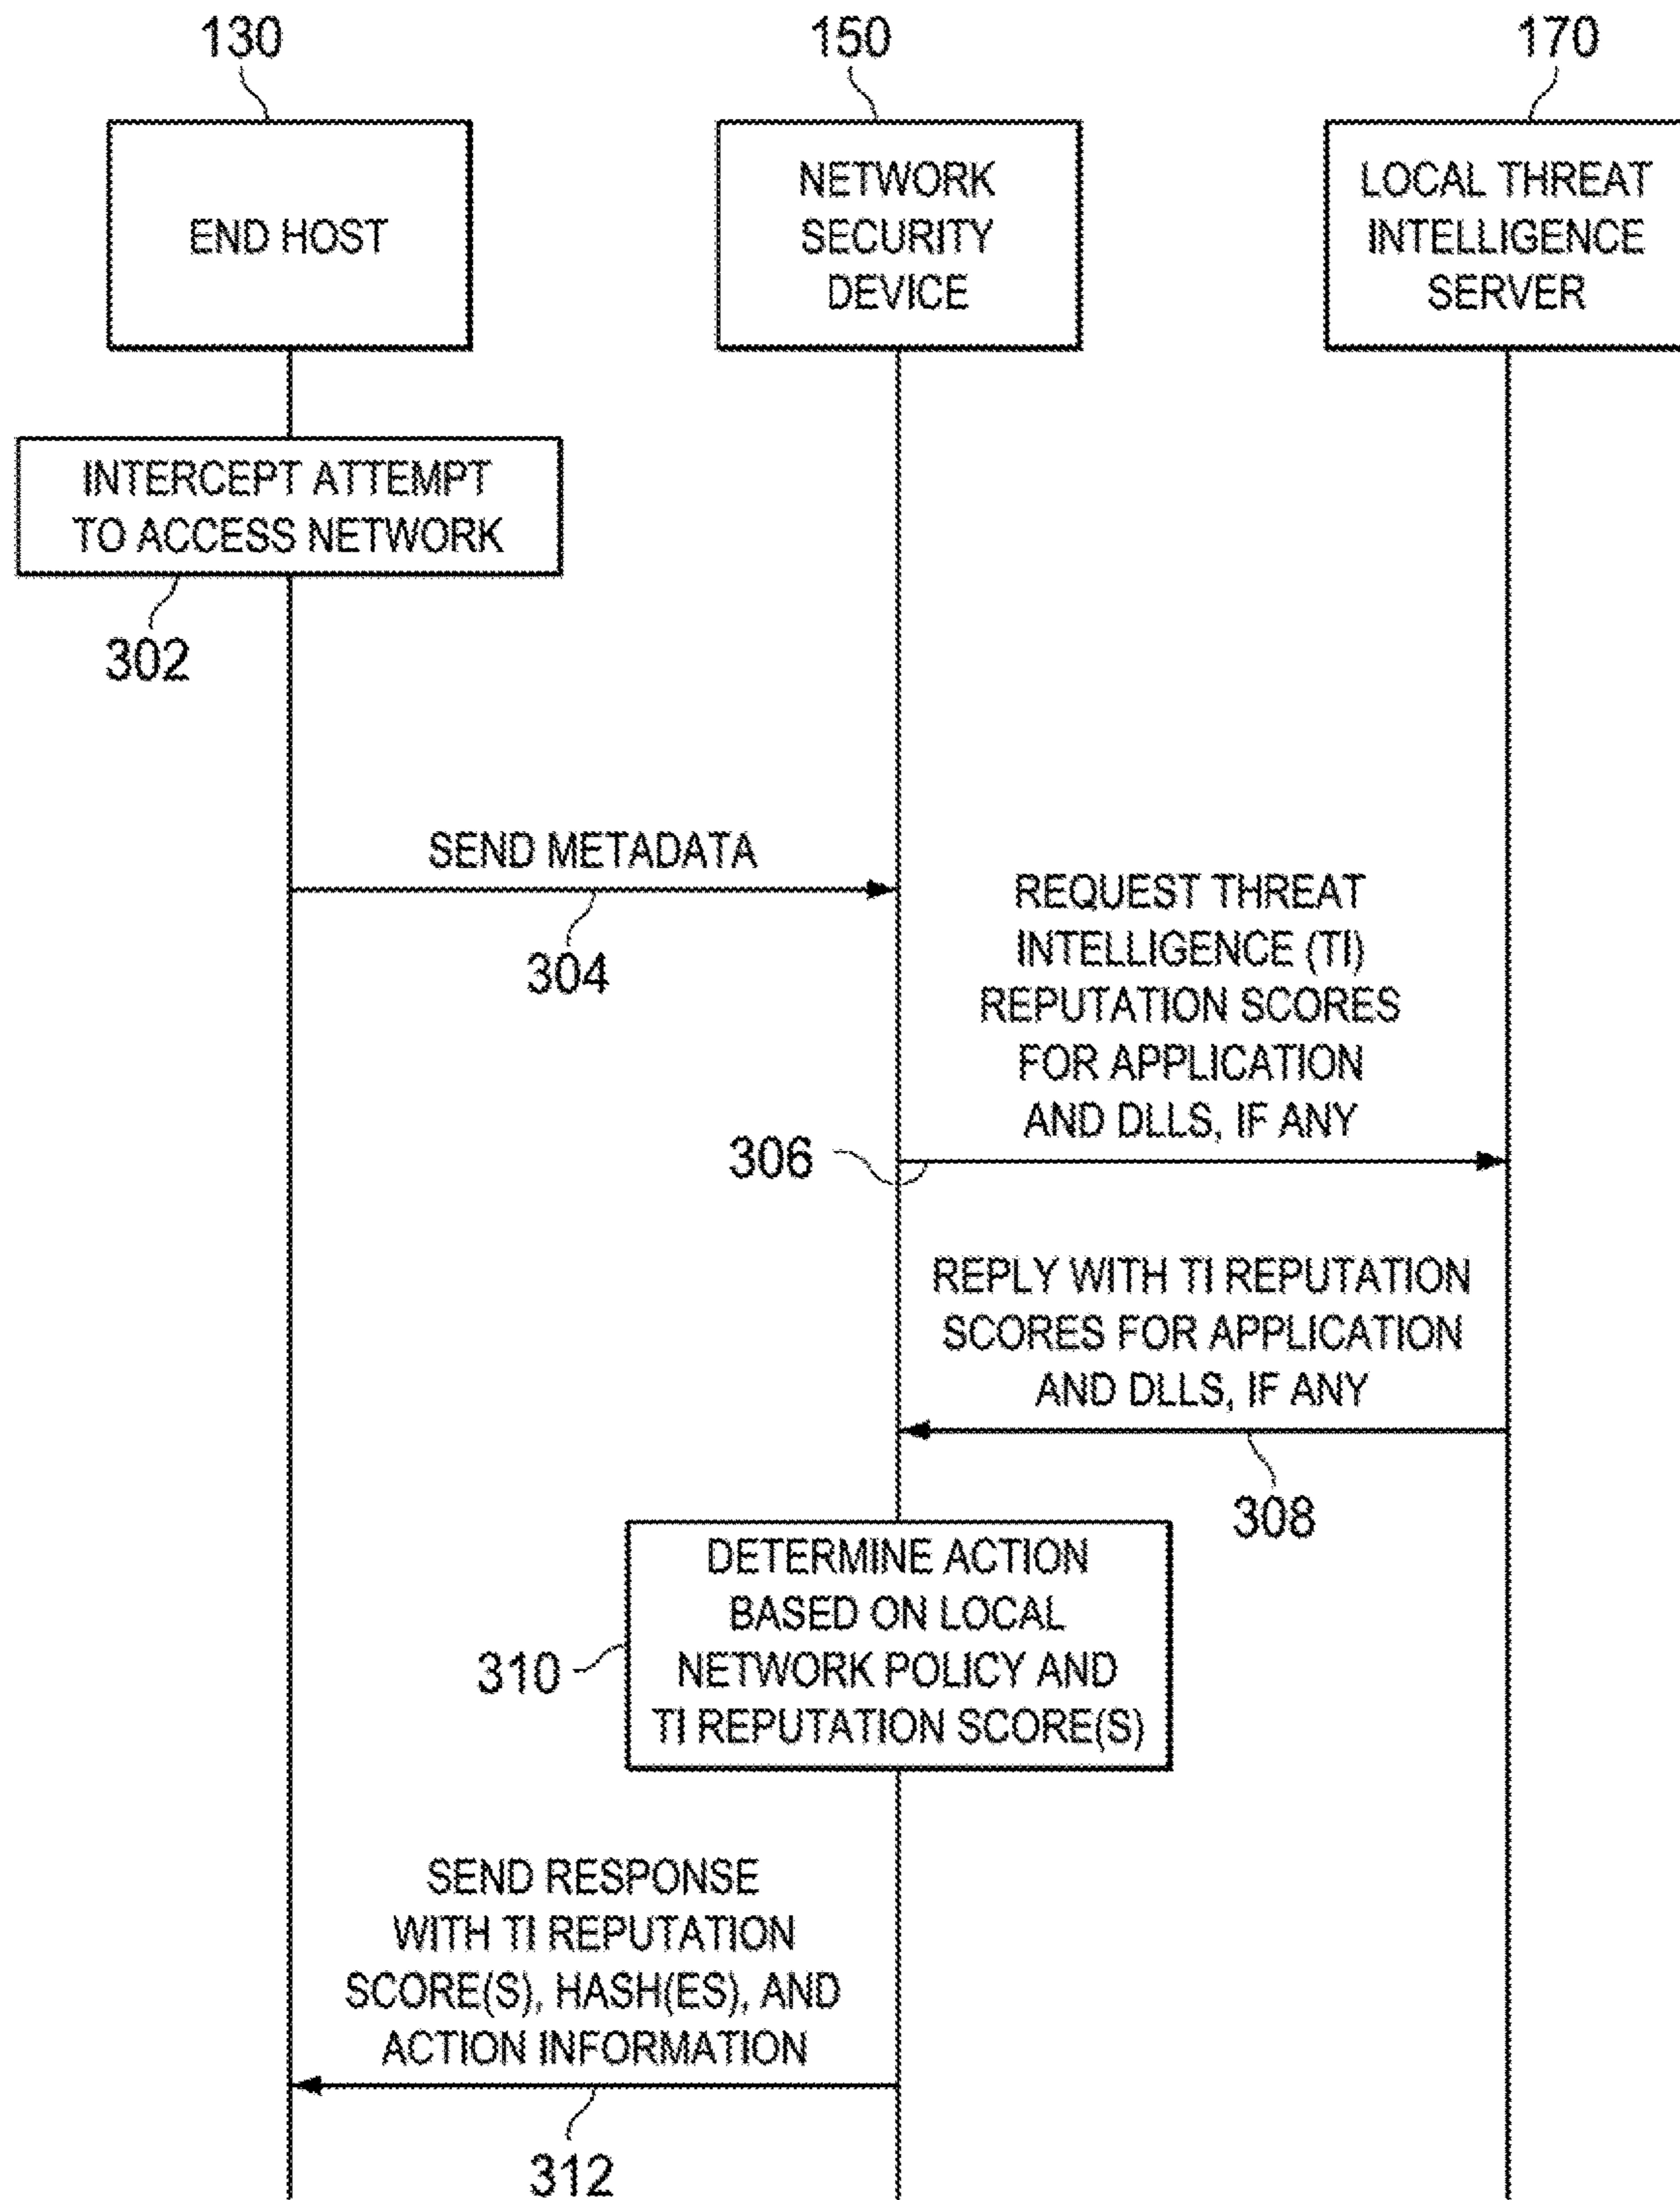 130
150
170
END HOST
NETWORK
SECURITY
DEVICE
LOCAL THREAT
INTELLIGENCE
SERVER
INTERCEPT ATTEMPT
TO ACCESS NETWORK
302
SEND METADATA
304
REQUEST THREAT
INTELLIGENCE (TI)
REPUTATION SCORES
FOR APPLICATION
AND DLLS, IF ANY
306
REPLY WITH TI REPUTATION
SCORES FOR APPLICATION
AND DLLS, IF ANY
308
DETERMINE ACTION
BASED ON LOCAL
NETWORK POLICY AND
TI REPUTATION SCORE(S)
310
SEND RESPONSE
WITH TI REPUTATION
SCORE(S), HASH(ES), AND
ACTION INFORMATION
312